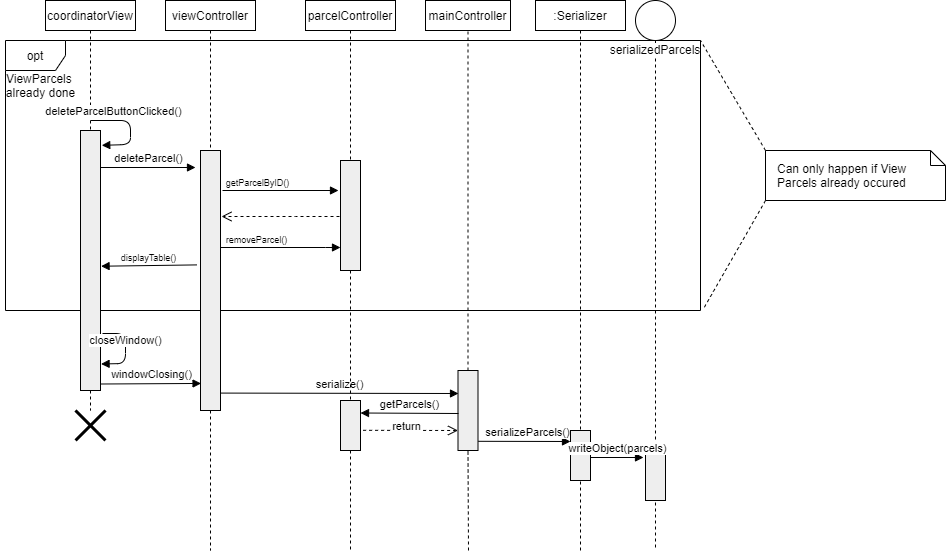 coordinatorView
viewController
parcelController
mainController
:Serializer
serializedParcels
opt
ViewParcels
already done
deleteParcelButtonClicked()
deleteParcel()
getParcelByID()
removeParcel()
displayTable()
Can only happen if View
Parcels already occured
closeWindow()
windowClosing()
serialize()
getParcels()
return
serializeParcels()
writeObject(parcels)